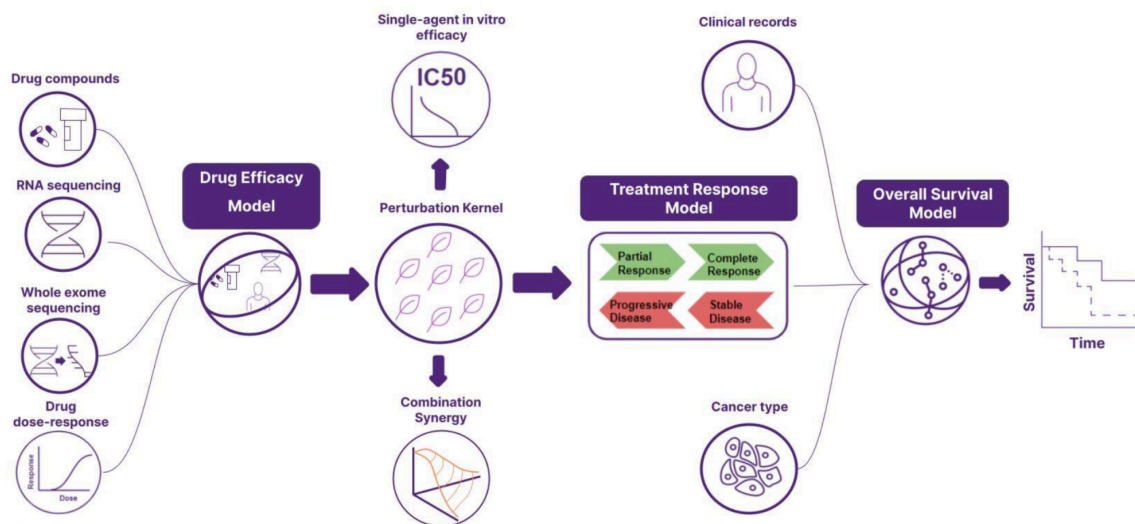 Drug compounds
RNA sequencing
Whole exome
sequencing
Drug
dose-response
Response
Dose
Drug Efficacy
Model
Single-agent in vitro
efficacy
IC50
Perturbation Kernel
Combination
Synergy
Treatment Response
Model
Partial
Response
Complete
Response
Progressive
Disease
Stable
Disease
Clinical records
Cancer type
Overall Survival
Model
Survival
Time